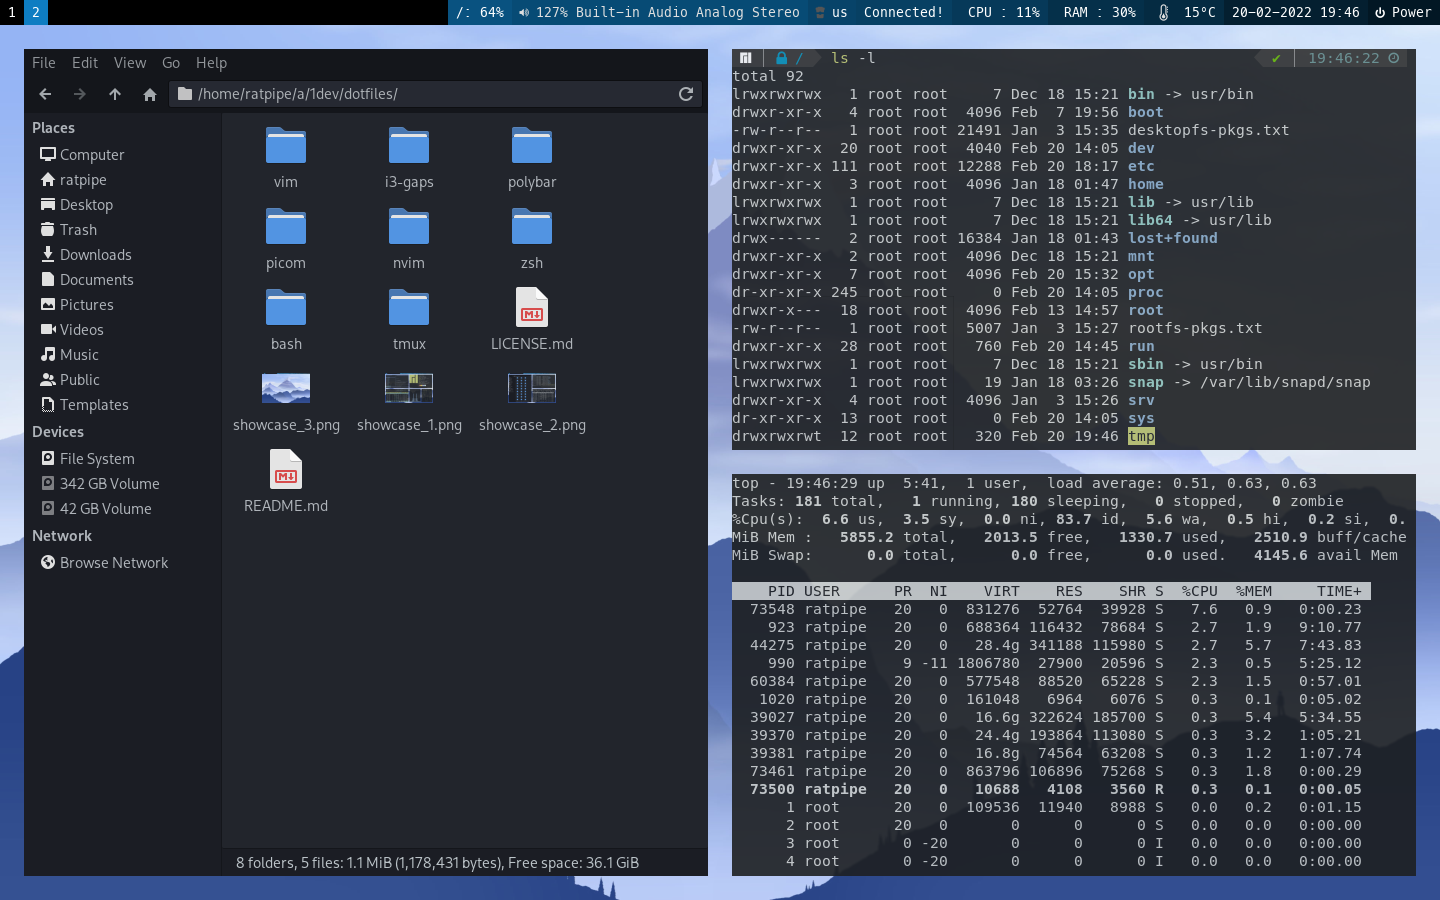 1 2 /: 64% 127% Built-in Audio Analog Stereo us Connected! CPU : 11% RAM : 30% 15°C 20-02-2022 19:46 Power
File Edit View Go Help
/home/ratpipe/a/1dev/dotfiles/
Places
Computer
ratpipe
Desktop
Trash
Downloads
Documents
Pictures
Videos
Music
Public
Templates
Devices
File System
342 GB Volume
42 GB Volume
Network
Browse Network
vim i3-gaps polybar
picom nvim zsh
bash tmux LICENSE.md
showcase_3.png showcase_1.png showcase_2.png
README.md
8 folders, 5 files: 1.1 MiB (1,178,431 bytes), Free space: 36.1 GiB
/ ls -l ✔ 19:46:22
total 92
lrwxrwxrwx   1 root root     7 Dec 18 15:21 bin -> usr/bin
drwxr-xr-x   4 root root  4096 Feb  7 19:56 boot
-rw-r--r--   1 root root 21491 Jan  3 15:35 desktopfs-pkgs.txt
drwxr-xr-x  20 root root  4040 Feb 20 14:05 dev
drwxr-xr-x 111 root root 12288 Feb 20 18:17 etc
drwxr-xr-x   3 root root  4096 Jan 18 01:47 home
lrwxrwxrwx   1 root root     7 Dec 18 15:21 lib -> usr/lib
lrwxrwxrwx   1 root root     7 Dec 18 15:21 lib64 -> usr/lib
drwx------   2 root root 16384 Jan 18 01:43 lost+found
drwxr-xr-x   2 root root  4096 Dec 18 15:21 mnt
drwxr-xr-x   7 root root  4096 Feb 20 15:32 opt
dr-xr-xr-x 245 root root     0 Feb 20 14:05 proc
drwxr-x---  18 root root  4096 Feb 13 14:57 root
-rw-r--r--   1 root root  5007 Jan  3 15:27 rootfs-pkgs.txt
drwxr-xr-x  28 root root   760 Feb 20 14:45 run
lrwxrwxrwx   1 root root     7 Dec 18 15:21 sbin -> usr/bin
lrwxrwxrwx   1 root root    19 Jan 18 03:26 snap -> /var/lib/snapd/snap
drwxr-xr-x   4 root root  4096 Jan  3 15:26 srv
dr-xr-xr-x  13 root root     0 Feb 20 14:05 sys
drwxrwxrwt  12 root root   320 Feb 20 19:46 tmp
top - 19:46:29 up  5:41,  1 user,  load average: 0.51, 0.63, 0.63
Tasks: 181 total,   1 running, 180 sleeping,   0 stopped,   0 zombie
%Cpu(s):  6.6 us,  3.5 sy,  0.0 ni, 83.7 id,  5.6 wa,  0.5 hi,  0.2 si,  0.
MiB Mem :   5855.2 total,   2013.5 free,   1330.7 used,   2510.9 buff/cache
MiB Swap:      0.0 total,      0.0 free,      0.0 used.   4145.6 avail Mem
PID USER      PR  NI    VIRT    RES    SHR S  %CPU  %MEM     TIME+
73548 ratpipe   20   0  831276  52764  39928 S   7.6   0.9   0:00.23
923 ratpipe   20   0  688364 116432  78684 S   2.7   1.9   9:10.77
44275 ratpipe   20   0   28.4g 341188 115980 S   2.7   5.7   7:43.83
990 ratpipe    9 -11 1806780  27900  20596 S   2.3   0.5   5:25.12
60384 ratpipe   20   0  577548  88520  65228 S   2.3   1.5   0:57.01
1020 ratpipe   20   0  161048   6964   6076 S   0.3   0.1   0:05.02
39027 ratpipe   20   0   16.6g 322624 185700 S   0.3   5.4   5:34.55
39370 ratpipe   20   0   24.4g 193864 113080 S   0.3   3.2   1:05.21
39381 ratpipe   20   0   16.8g  74564  63208 S   0.3   1.2   1:07.74
73461 ratpipe   20   0  863796 106896  75268 S   0.3   1.8   0:00.29
73500 ratpipe   20   0   10688   4108   3560 R   0.3   0.1   0:00.05
1 root      20   0  109536  11940   8988 S   0.0   0.2   0:01.15
2 root      20   0       0      0      0 S   0.0   0.0   0:00.00
3 root       0 -20       0      0      0 I   0.0   0.0   0:00.00
4 root       0 -20       0      0      0 I   0.0   0.0   0:00.00